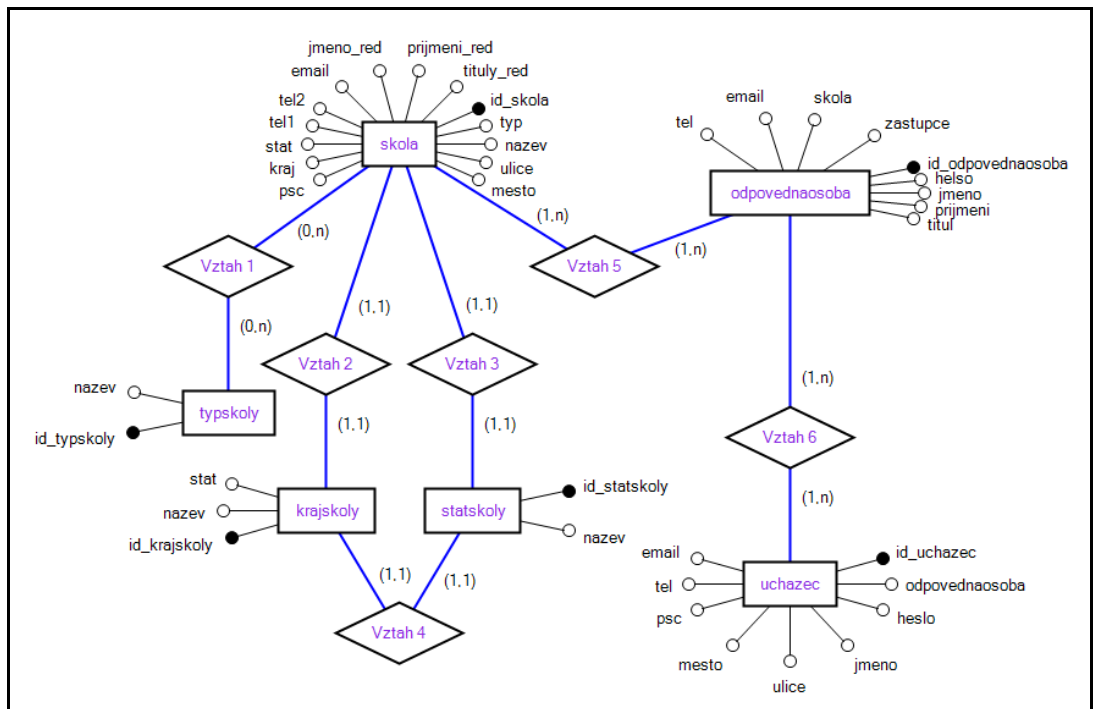 jmeno_red
prijmeni_red
email
tituly_red
tel2
id_skola
tel1
typ
stat
skola
nazev
kraj
ulice
psc
mesto
email
skola
tel
zastupce
id_odpovednaosoba
helso
odpovednaosoba
jmeno
prijmeni
titul
(0,n)
(1,n)
(1,n)
Vztah 1
Vztah 5
(1,1)
(1,1)
(0,n)
Vztah 2
Vztah 3
(1,n)
nazev
typskoly
id_typskoly
(1,1)
(1,1)
Vztah 6
stat
id_statskoly
(1,n)
nazev
krajskoly
statskoly
id_krajskoly
nazev
(1,1)
(1,1)
email
id_uchazec
tel
uchazec
odpovednaosoba
psc
heslo
Vztah 4
mesto
jmeno
ulice